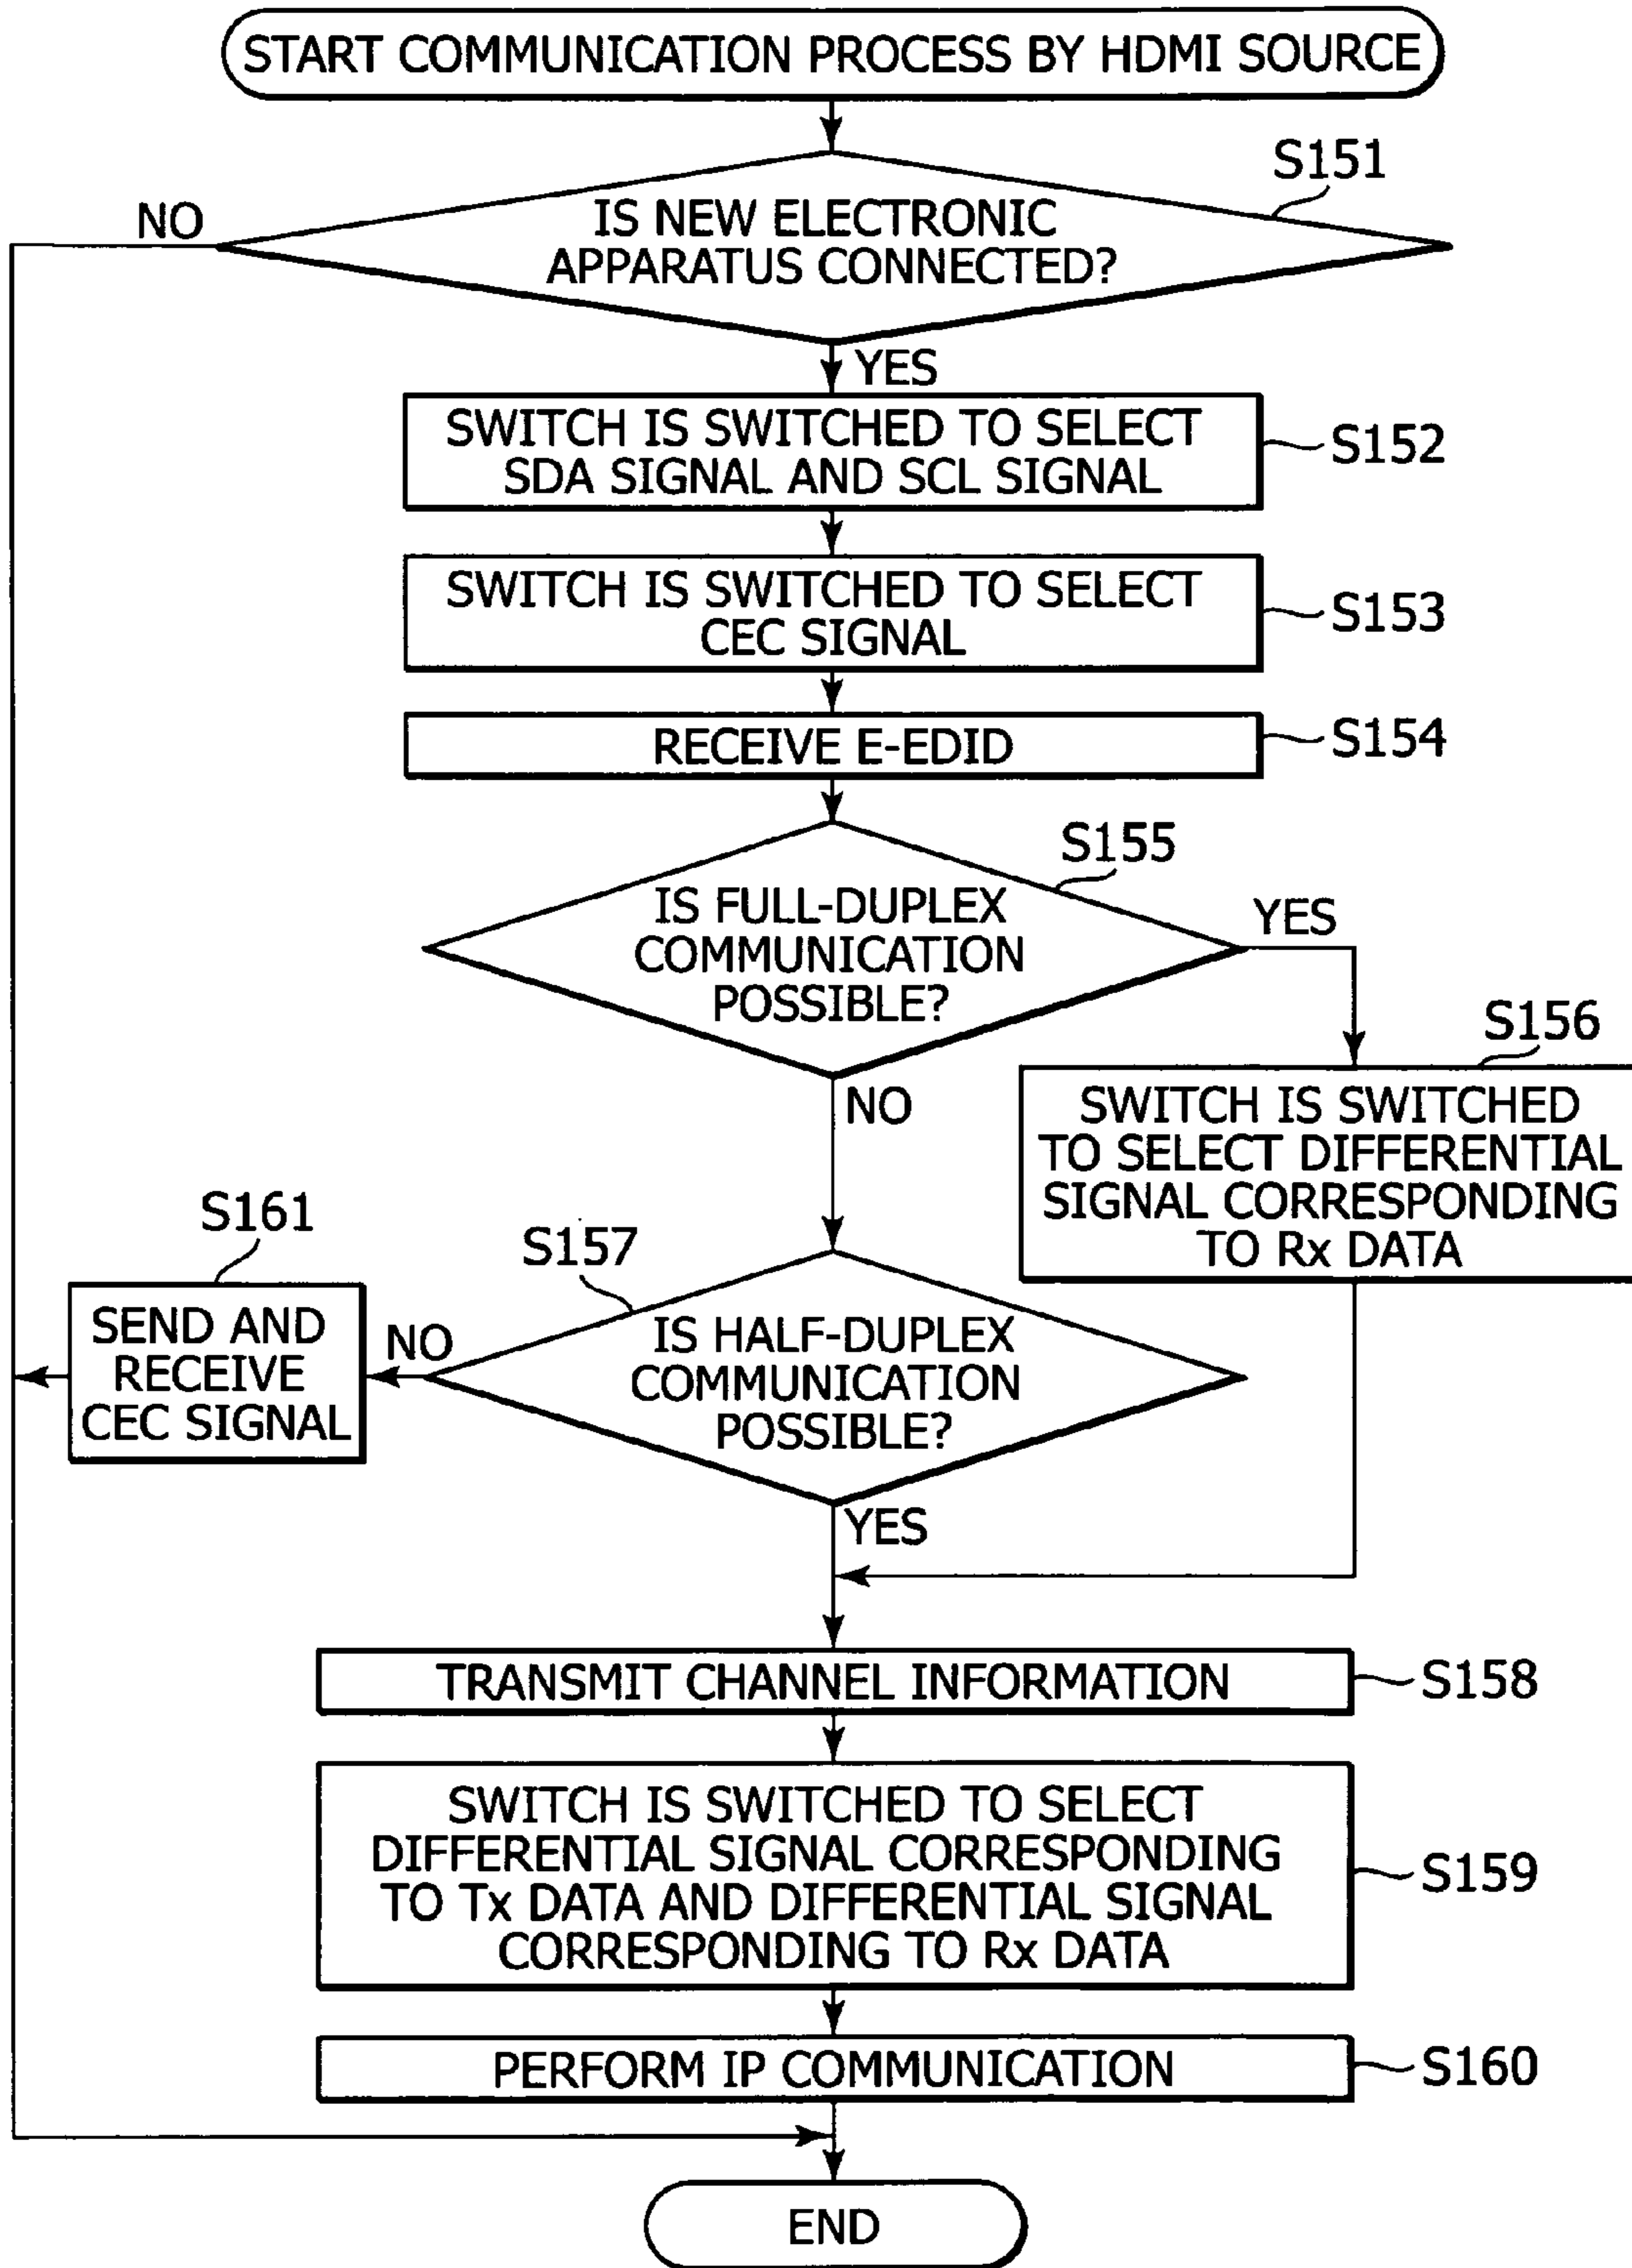 START COMMUNICATION PROCESS BY HDMI SOURCE
S151
NO
IS NEW ELECTRONIC
APPARATUS CONNECTED?
YES
SWITCH IS SWITCHED TO SELECT
SDA SIGNAL AND SCL SIGNAL
S152
SWITCH IS SWITCHED TO SELECT
CEC SIGNAL
S153
RECEIVE E-EDID
S154
S155
IS FULL-DUPLEX
COMMUNICATION
POSSIBLE?
YES
NO
S156
SWITCH IS SWITCHED
TO SELECT DIFFERENTIAL
SIGNAL CORRESPONDING
TO Rx DATA
S157
IS HALF-DUPLEX
COMMUNICATION
POSSIBLE?
NO
S161
SEND AND
RECEIVE
CEC SIGNAL
YES
TRANSMIT CHANNEL INFORMATION
S158
SWITCH IS SWITCHED TO SELECT
DIFFERENTIAL SIGNAL CORRESPONDING
TO Tx DATA AND DIFFERENTIAL SIGNAL
CORRESPONDING TO Rx DATA
S159
PERFORM IP COMMUNICATION
S160
END